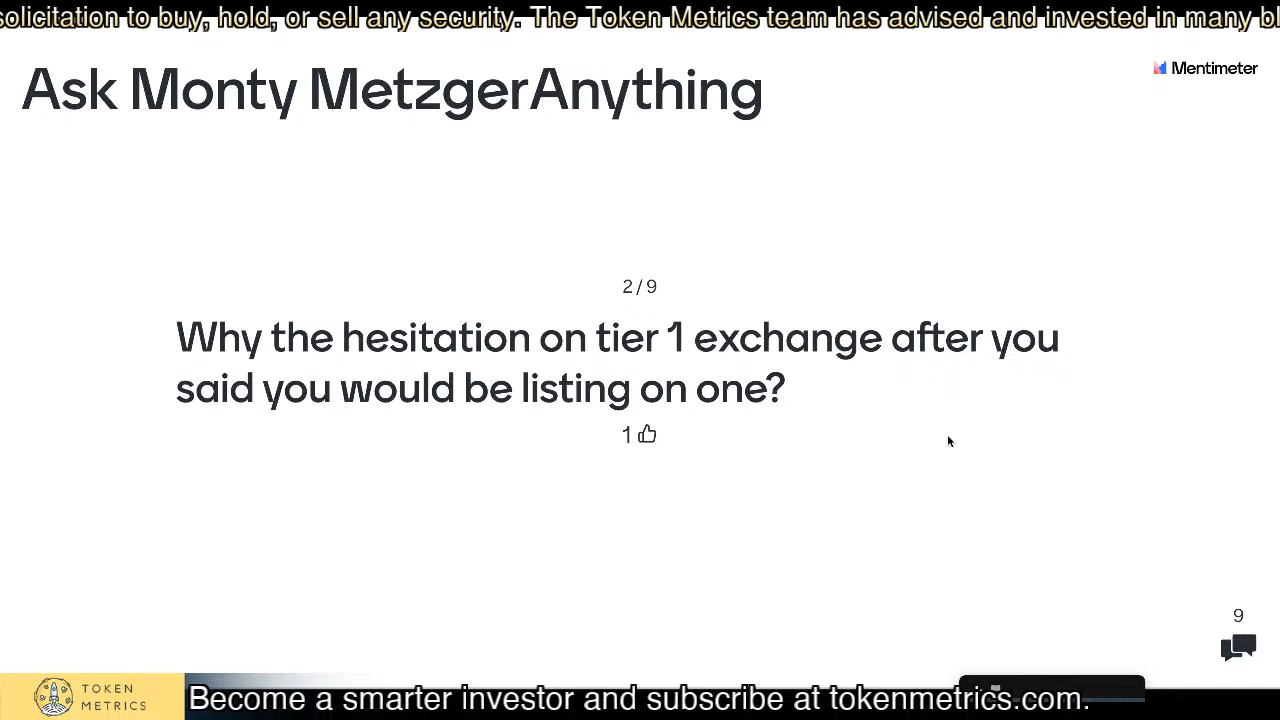 solicitation to buy, hold, or sell any security. The Token Metrics team has advised and invested in many bl
Ask Monty MetzgerAnything
Mentimeter
2 / 9
Why the hesitation on tier 1 exchange after you
said you would be listing on one?
1
9
TOKEN
METRICS
Become a smarter investor and subscribe at tokenmetrics.com.